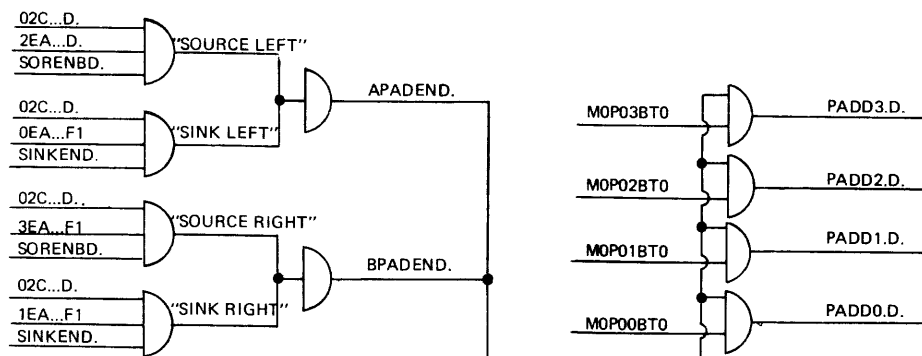 02C...D.
2EA...D.
SORENBD.
"SOURCE LEFT"
02C...D.
0EA...F1
SINKEND.
"SINK LEFT"
APADEND.
02C...D..
3EA...F1
SORENBD.
"SOURCE RIGHT"
02C...D.
1EA...F1
SINKEND.
"SINK RIGHT"
BPADEND.
M0P03BT0
PADD3.D.
M0P02BT0
PADD2.D.
M0P01BT0
PADD1.D.
M0P00BT0
PADD0.D.